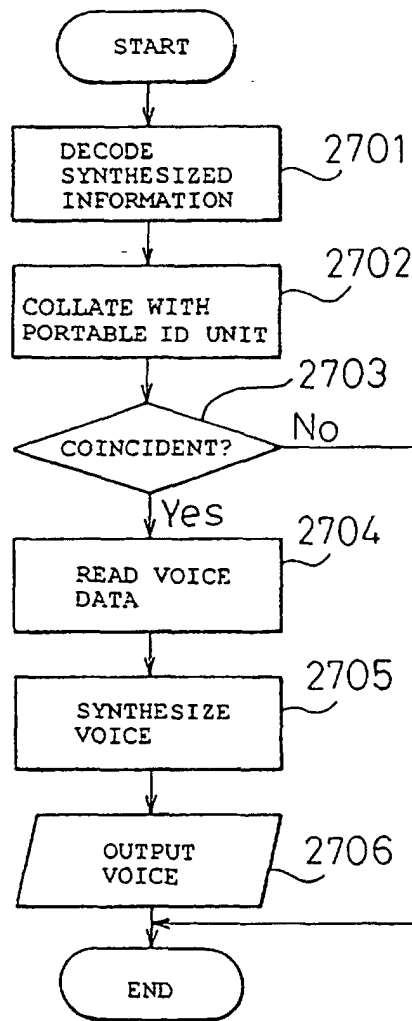 START
DECODE
SYNTHESIZED
INFORMATION
2701
COLLATE WITH
PORTABLE ID UNIT
2702
COINCIDENT?
2703
No
Yes
READ VOICE
DATA
2704
SYNTHESIZE
VOICE
2705
OUTPUT
VOICE
2706
END